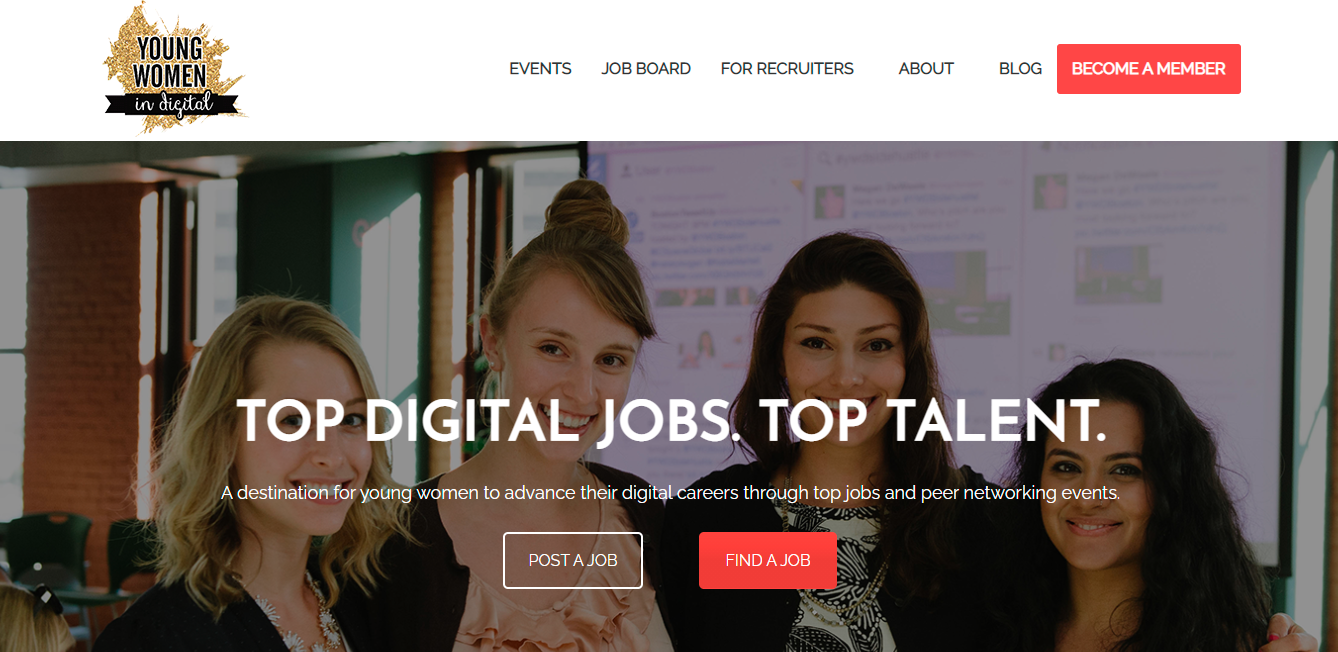 YOUNG
WOMEN
in digital
EVENTS
JOB BOARD
FOR RECRUITERS
ABOUT
BLOG
BECOME A MEMBER
TOP DIGITAL JOBS. TOP TALENT.
A destination for young women to advance their digital careers through top jobs and peer networking events.
POST A JOB
FIND A JOB